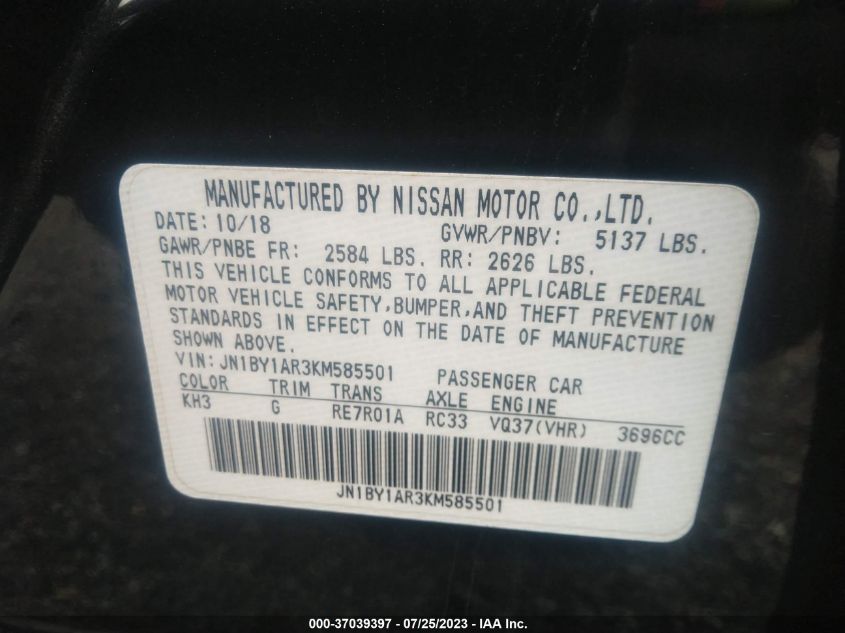 MANUFACTURED BY NISSAN MOTOR CO.,LTD.
DATE: 10/18 GVWR/PNBV: 5137 LBS.
GAWR/PNBE FR: 2584 LBS. RR: 2626 LBS.
THIS VEHICLE CONFORMS TO ALL APPLICABLE FEDERAL
MOTOR VEHICLE SAFETY,BUMPER,AND THEFT PREVENTION
STANDARDS IN EFFECT ON THE DATE OF MANUFACTURE
SHOWN ABOVE.
VIN: JN1BY1AR3KM585501 PASSENGER CAR
COLOR TRIM TRANS AXLE ENGINE
KH3 G RE7R01A RC33 VQ37(VHR) 3696CC
JN1BY1AR3KM585501
000-37039397 - 07/25/2023 - IAA Inc.